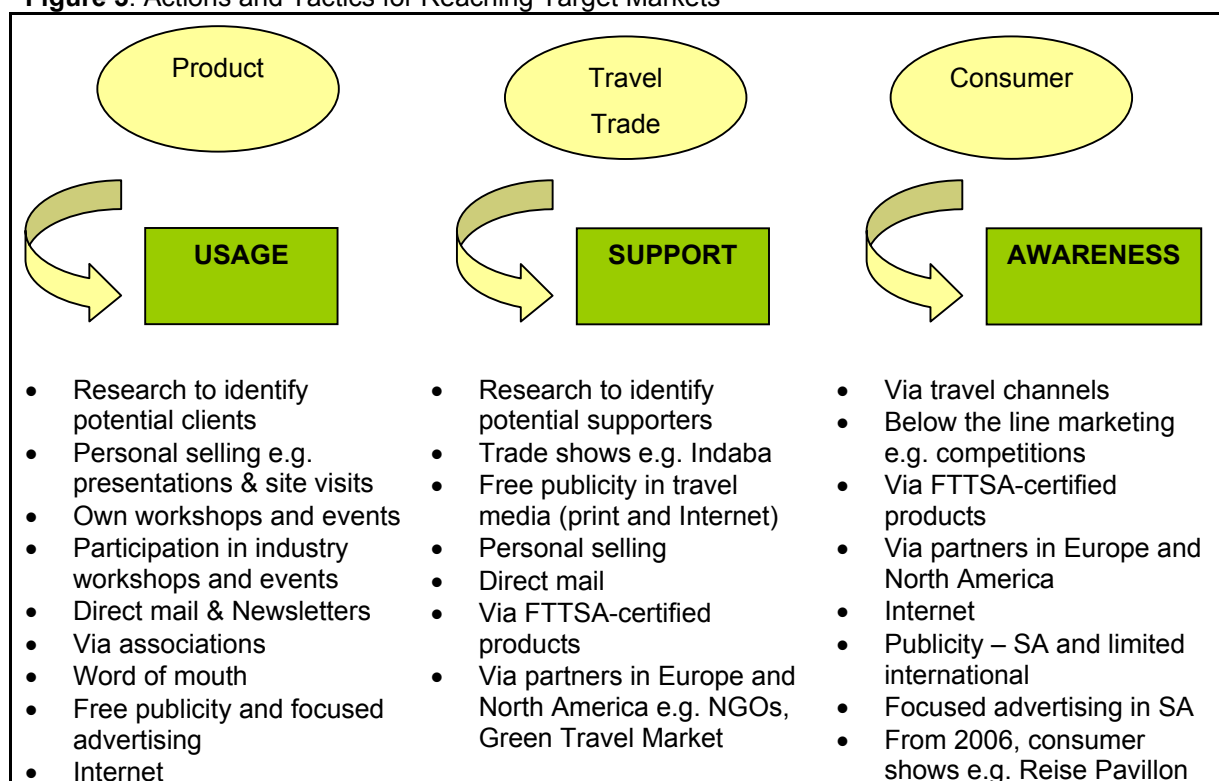 Figure 3: Actions and Tactics for Reaching Target Markets
Product
Travel
Trade
Consumer
USAGE
SUPPORT
AWARENESS
• Research to identify
potential clients
• Personal selling e.g.
presentations & site visits
• Own workshops and events
• Participation in industry
workshops and events
• Direct mail & Newsletters
• Via associations
• Word of mouth
• Free publicity and focused
advertising
• Internet
• Research to identify
potential supporters
• Trade shows e.g. Indaba
• Free publicity in travel
media (print and Internet)
• Personal selling
• Direct mail
• Via FTTSA-certified
products
• Via partners in Europe and
North America e.g. NGOs,
Green Travel Market
• Via travel channels
• Below the line marketing
e.g. competitions
• Via FTTSA-certified
products
• Via partners in Europe and
North America
• Internet
• Publicity – SA and limited
international
• Focused advertising in SA
• From 2006, consumer
shows e.g. Reise Pavillon